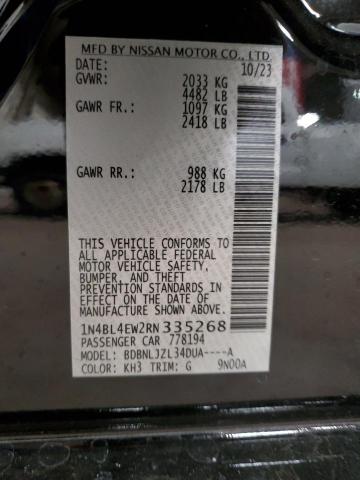 MFD BY NISSAN MOTOR CO., LTD.
DATE: 10/23
GVWR: 2033 KG
4482 LB
GAWR FR.: 1097 KG
2418 LB
GAWR RR.: 988 KG
2178 LB
THIS VEHICLE CONFORMS TO
ALL APPLICABLE FEDERAL
MOTOR VEHICLE SAFETY,
BUMPER, AND THEFT
PREVENTION STANDARDS IN
EFFECT ON THE DATE OF
MANUFACTURE SHOWN ABOVE.
1N4BL4EW2RN335268
PASSENGER CAR 778194
MODEL: BDBNLJZL34DUA----A
COLOR: KH3 TRIM: G 9N00A